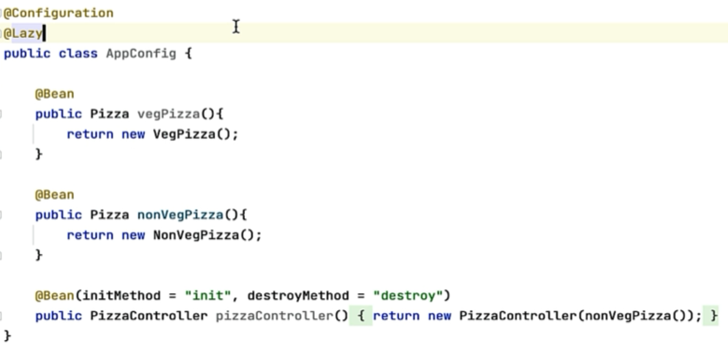 @Configuration
@Lazy
public class AppConfig {
@Bean
public Pizza vegPizza(){
return new VegPizza();
}
@Bean
public Pizza nonVegPizza(){
return new NonVegPizza();
}
@Bean(initMethod = "init", destroyMethod = "destroy")
public PizzaController pizzaController() { return new PizzaController(nonVegPizza()); }
}